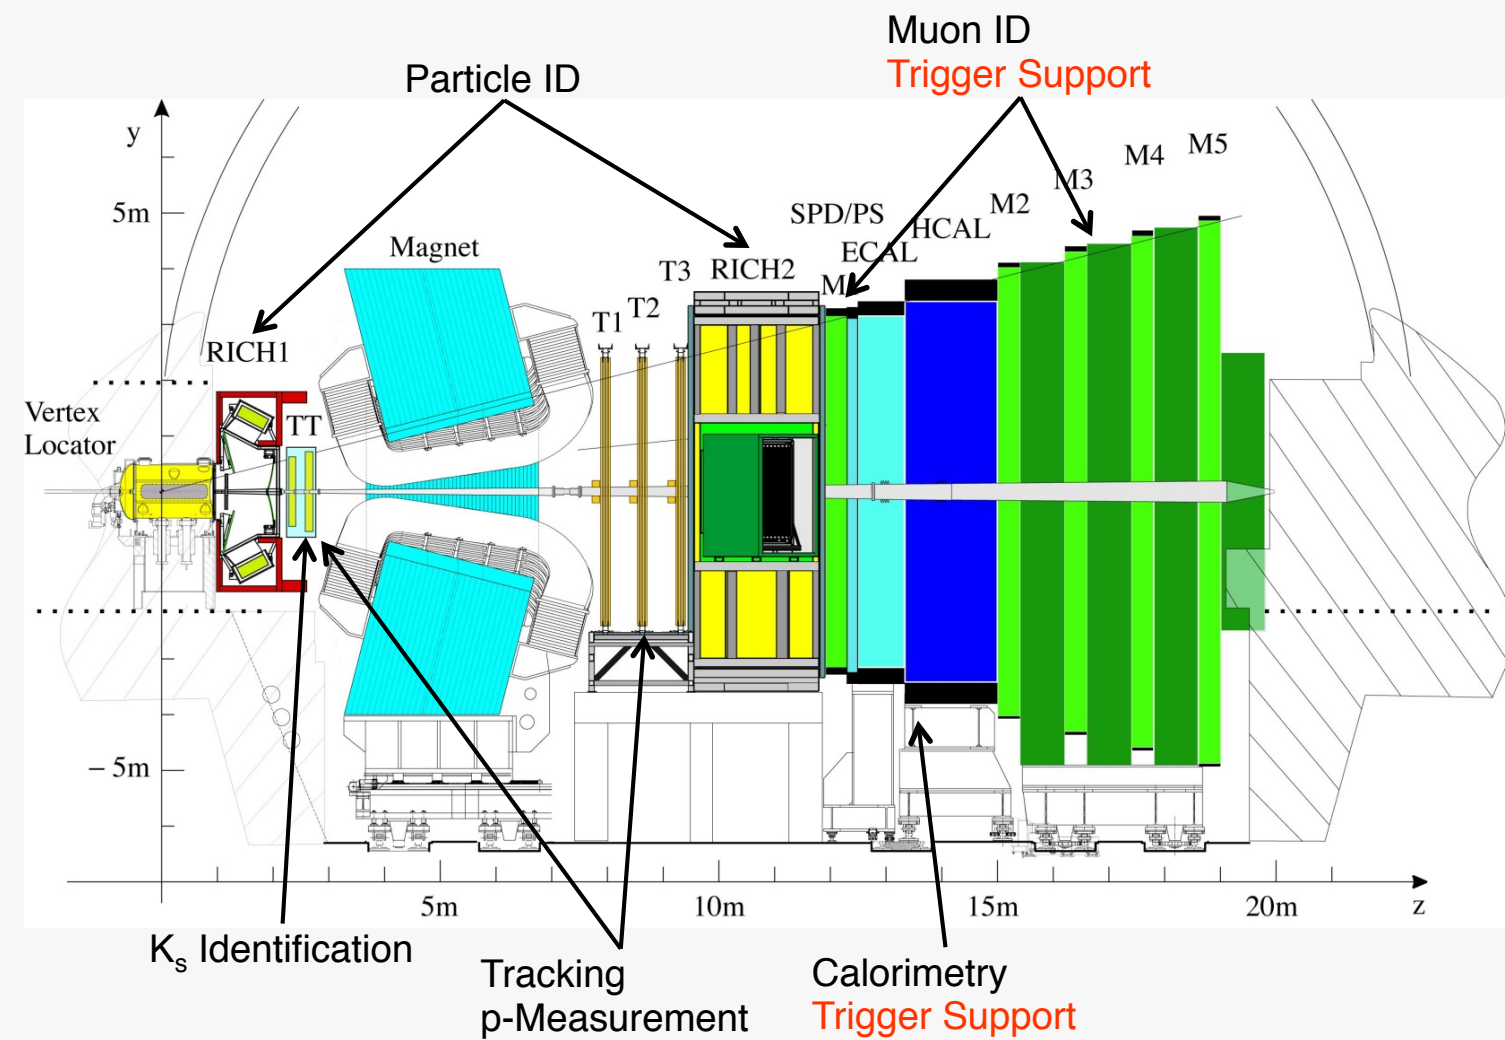 Muon ID
Trigger Support
Particle ID
y
M5
M4
M3
M2
5m
SPD/PS
HCAL
Magnet
ECAL
T3
RICH2
M
T2
T1
RICH1
Vertex
Locator
TT
– 5m
5m
10m
15m
20m
z
Ks Identification
Tracking
p-Measurement
Calorimetry
Trigger Support